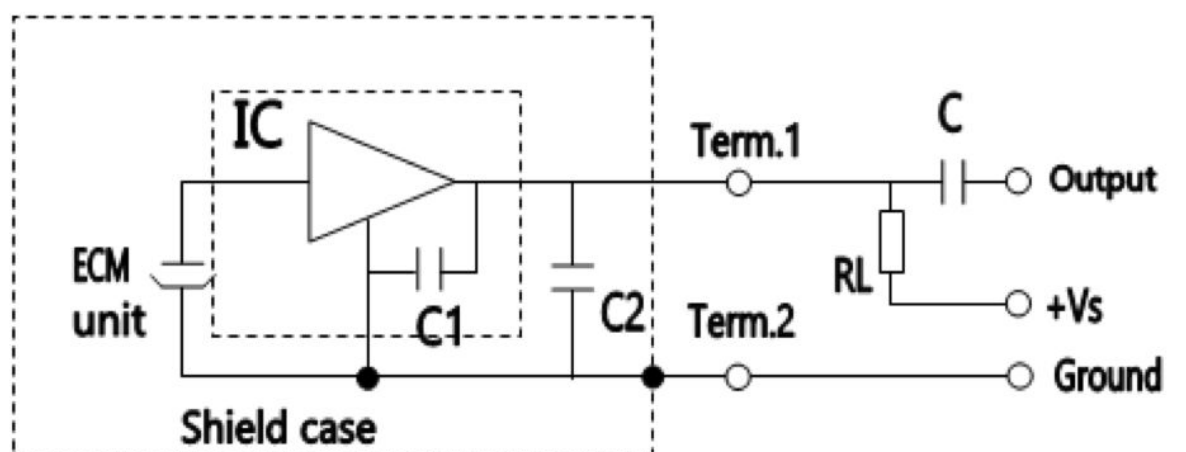 IC
C
Term.1
Output
ECM
unit
C1
C2
RL
+Vs
Term.2
Ground
Shield case